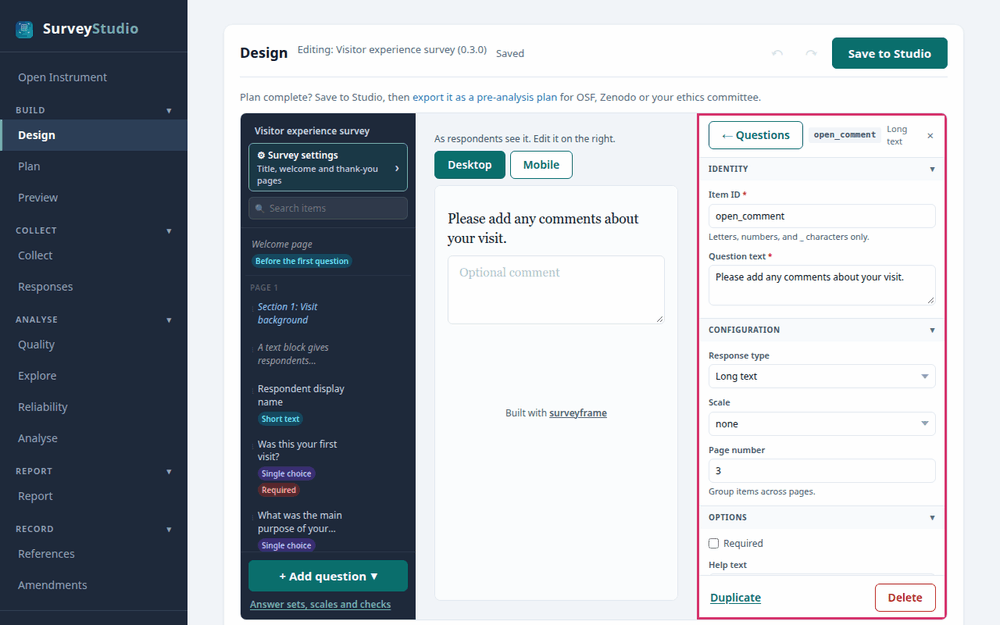 SurveyStudio
Open Instrument
BUILD
Design
Plan
Preview
COLLECT
Collect
Responses
ANALYSE
Quality
Explore
Reliability
Analyse
REPORT
Report
RECORD
References
Amendments
Design
Editing: Visitor experience survey (0.3.0)
Saved
Save to Studio
Plan complete? Save to Studio, then export it as a pre-analysis plan for OSF, Zenodo or your ethics committee.
Visitor experience survey
Survey settings
Title, welcome and thank-you
pages
Search items
Welcome page
Before the first question
PAGE 1
Section 1: Visit
background
A text block gives
respondents...
Respondent display
name
Short text
Was this your first
visit?
Single choice
Required
What was the main
purpose of your...
Single choice
+ Add question ▼
Answer sets, scales and checks
As respondents see it. Edit it on the right.
Desktop
Mobile
Please add any comments about
your visit.
Optional comment
Built with surveyframe
← Questions
open_comment
Long
text
×
IDENTITY
Item ID *
open_comment
Letters, numbers, and _ characters only.
Question text *
Please add any comments about your visit.
CONFIGURATION
Response type
Long text
Scale
none
Page number
3
Group items across pages.
OPTIONS
Required
Help text
Duplicate
Delete